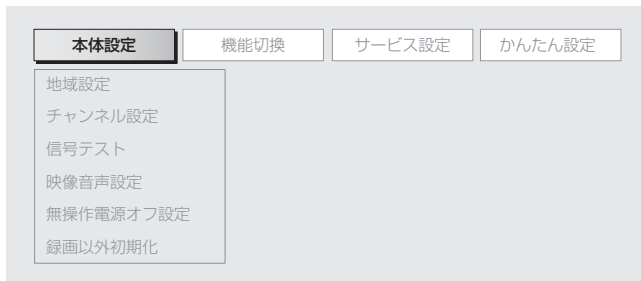 本体設定 機能切換 サービス設定 かんたん設定
地域設定
チャンネル設定
信号テスト
映像音声設定
無操作電源オフ設定
録画以外初期化